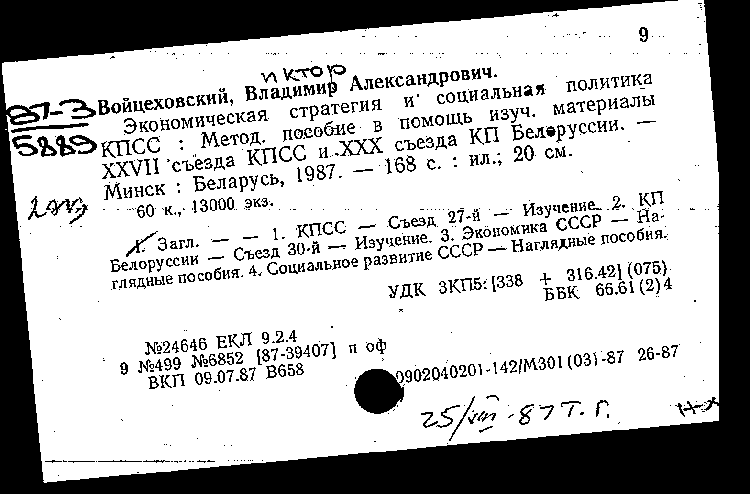 9
иктор
87-3
5889
Войцеховский, Владимир Александрович.
Экономическая стратегия и социальная политика
КПСС : Метод. пособие в помощь изуч. материалы
XXVII съезда КПСС и XXX съезда КП Белоруссии. —
Минск : Беларусь, 1987. — 168 с. : ил.; 20 см.
60 к., 13000 экз.
1. Загл. — — 1. КПСС — Съезд 27-й — Изучение. 2. КП
Белоруссии — Съезд 30-й — Изучение. 3. Экономика СССР — На-
глядные пособия. 4. Социальное развитие СССР — Наглядные пособия.
УДК 3КП5:[338 + 316.42] (075)
ББК 66.61 (2) 4
№24646 ЕКЛ 9.2.4
9 №499 №6852 [87-39407] п оф
ВКП 09.07.87 В658
0902040201-142/М301 (03)-87 26-87
25/VIII-87 т. г.